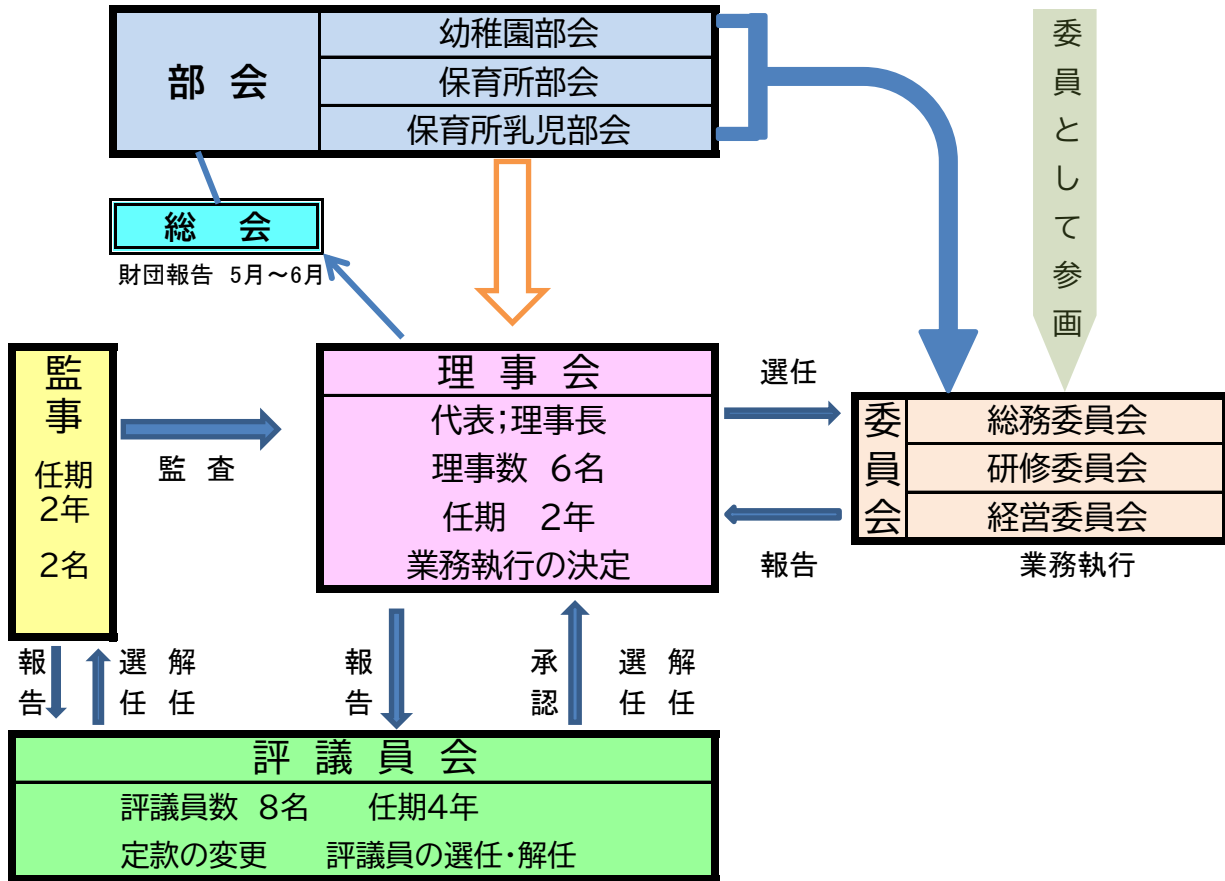 部 会
幼稚園部会
保育所部会
保育所乳児部会
委員として参画
総 会
財団報告 5月～6月
監事
任期
2年
2名
監 査
理 事 会
代表;理事長
理事数 6名
任期 2年
業務執行の決定
選任
報告
委員会
総務委員会
研修委員会
経営委員会
業務執行
報告
選任
解任
報告
承認
選任
解任
評 議 員 会
評議員数 8名 任期4年
定款の変更 評議員の選任･解任